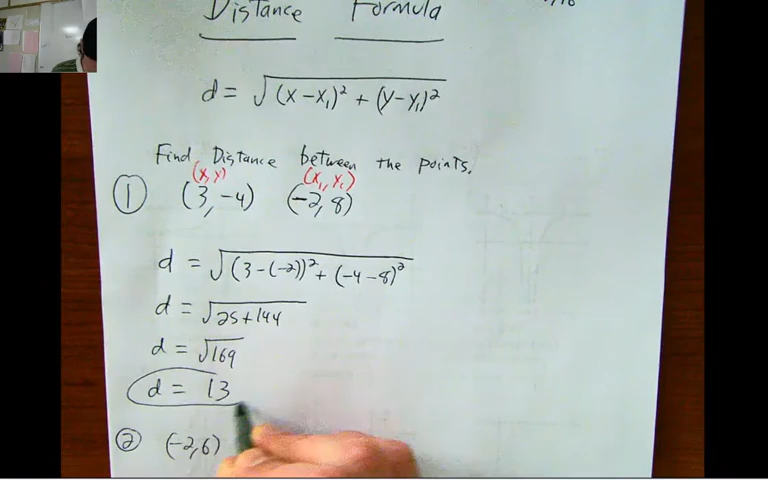 Distance Formula
d = √(x-x₁)² + (y-y₁)²
Find Distance between the points.
(x, y) (x₁, y₁)
① (3, -4) (-2, 8)
d = √(3-(-2))² + (-4-8)²
d = √25+144
d = √169
d = 13
② (-2,6)